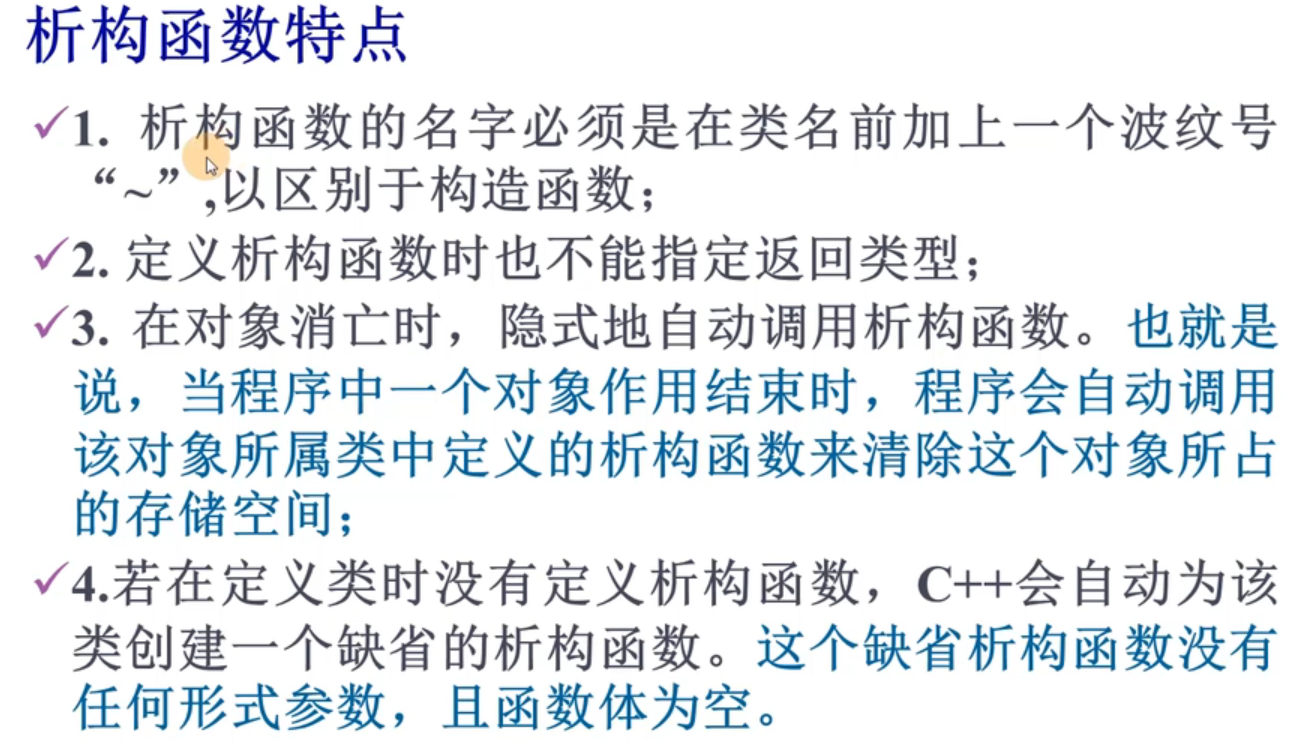 析构函数特点
✓1. 析构函数的名字必须是在类名前加上一个波纹号
“~”,以区别于构造函数；
✓2. 定义析构函数时也不能指定返回类型；
✓3. 在对象消亡时，隐式地自动调用析构函数。也就是
说，当程序中一个对象作用结束时，程序会自动调用
该对象所属类中定义的析构函数来清除这个对象所占
的存储空间；
✓4.若在定义类时没有定义析构函数，C++会自动为该
类创建一个缺省的析构函数。这个缺省析构函数没有
任何形式参数，且函数体为空。